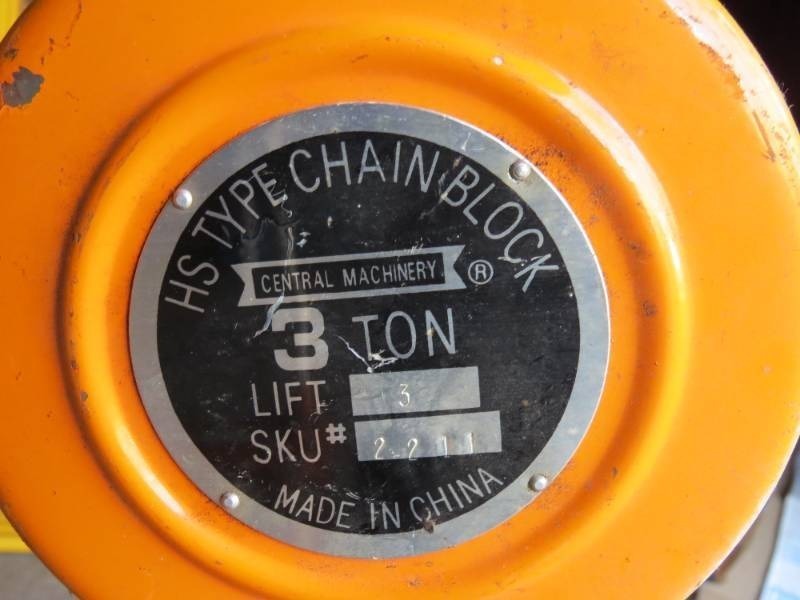 HS TYPE CHAIN BLOCK
CENTRAL MACHINERY ®
3 TON
LIFT 3
SKU# 2211
MADE IN CHINA